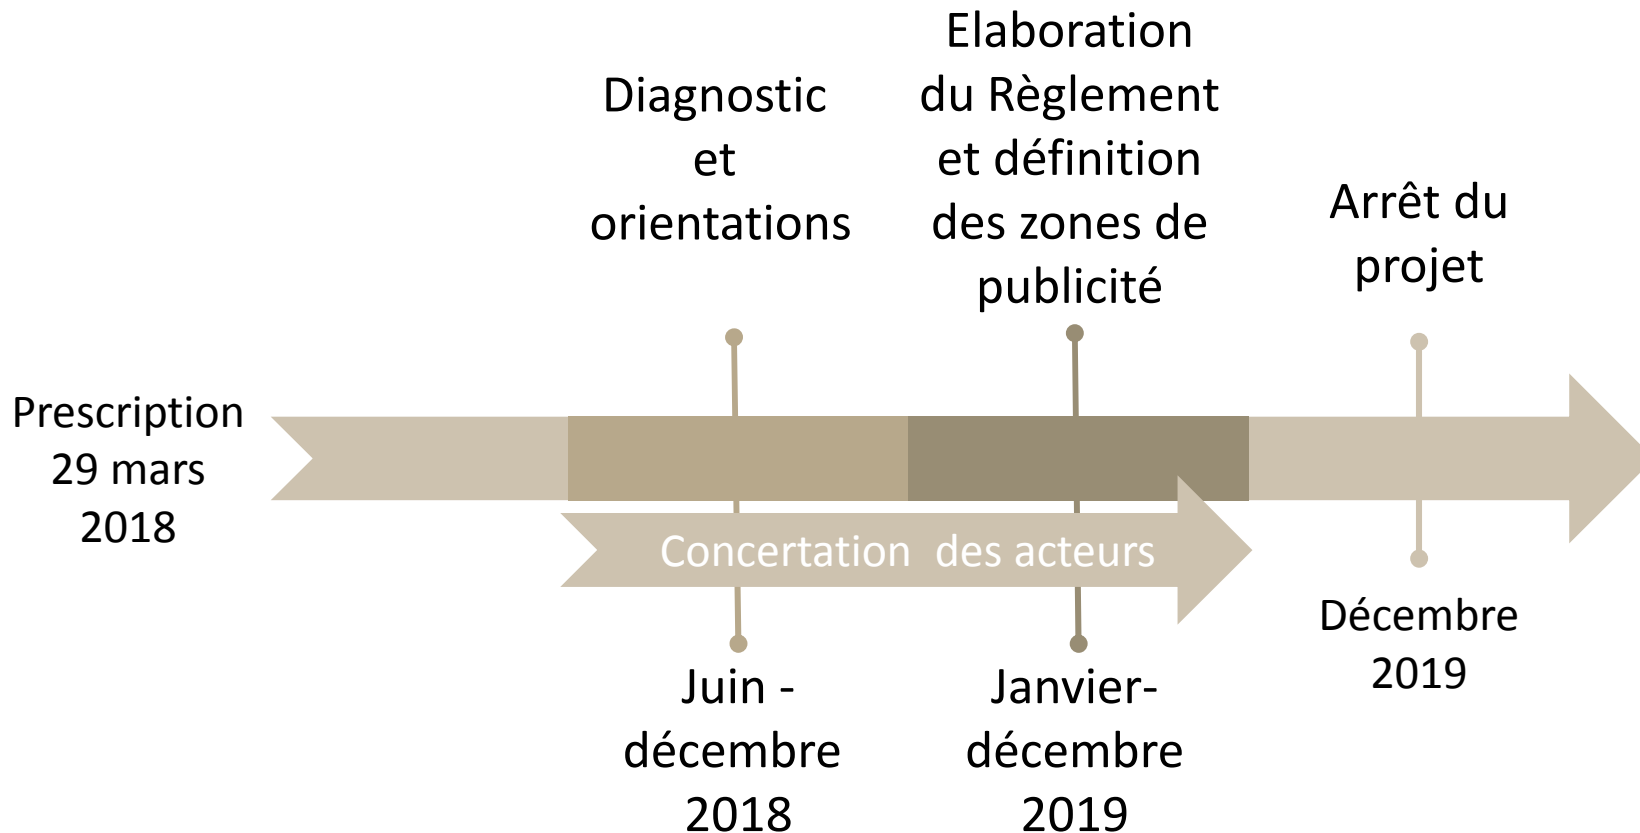 Prescription
29 mars
2018
Diagnostic
et
orientations
Elaboration
du Règlement
et définition
des zones de
publicité
Arrêt du
projet
Concertation  des acteurs
Juin -
décembre
2018
Janvier-
décembre
2019
Décembre
2019